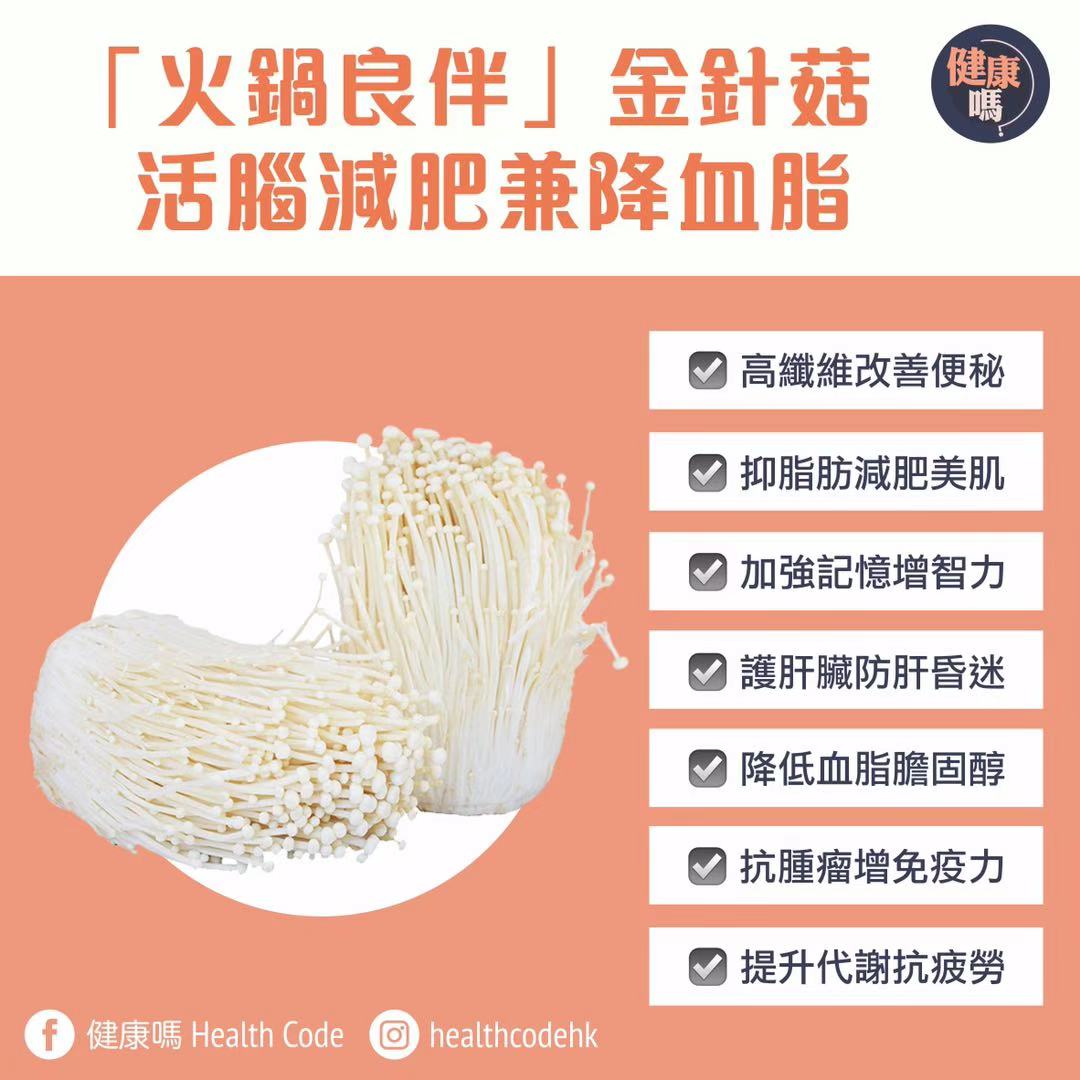 「火鍋良伴」金針菇
活腦減肥兼降血脂
健康
嗎
高纖維改善便秘
抑脂肪減肥美肌
加強記憶增智力
護肝臟防肝昏迷
降低血脂膽固醇
抗腫瘤增免疫力
提升代謝抗疲勞
健康嗎 Health Code
healthcodehk